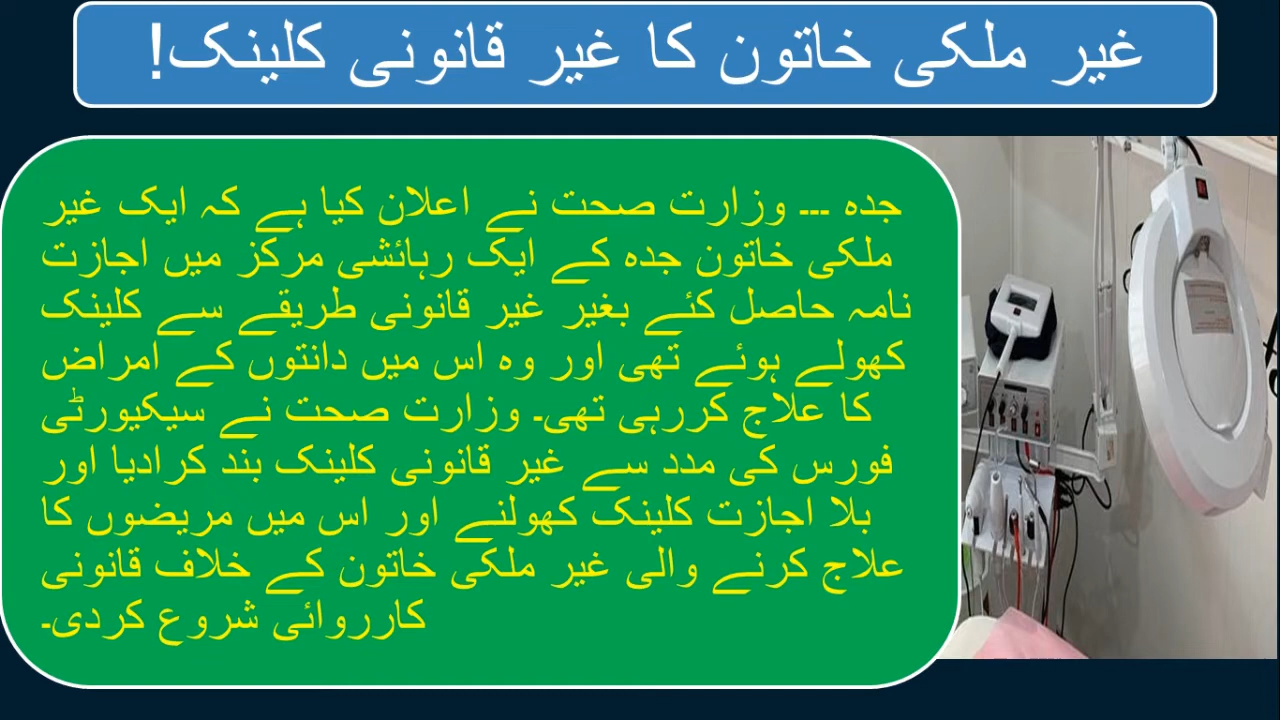 غیر ملکی خاتون کا غیر قانونی کلینک!
جدہ --- وزارت صحت نے اعلان کیا ہے کہ ایک غیر
ملکی خاتون جدہ کے ایک رہائشی مرکز میں اجازت
نامہ حاصل کئے بغیر غیر قانونی طریقے سے کلینک
کھولے ہوئے تھی اور وہ اس میں دانتوں کے امراض
کا علاج کررہی تھی۔ وزارت صحت نے سیکیورٹی
فورس کی مدد سے غیر قانونی کلینک بند کرادیا اور
بلا اجازت کلینک کھولنے اور اس میں مریضوں کا
علاج کرنے والی غیر ملکی خاتون کے خلاف قانونی
کارروائی شروع کردی۔